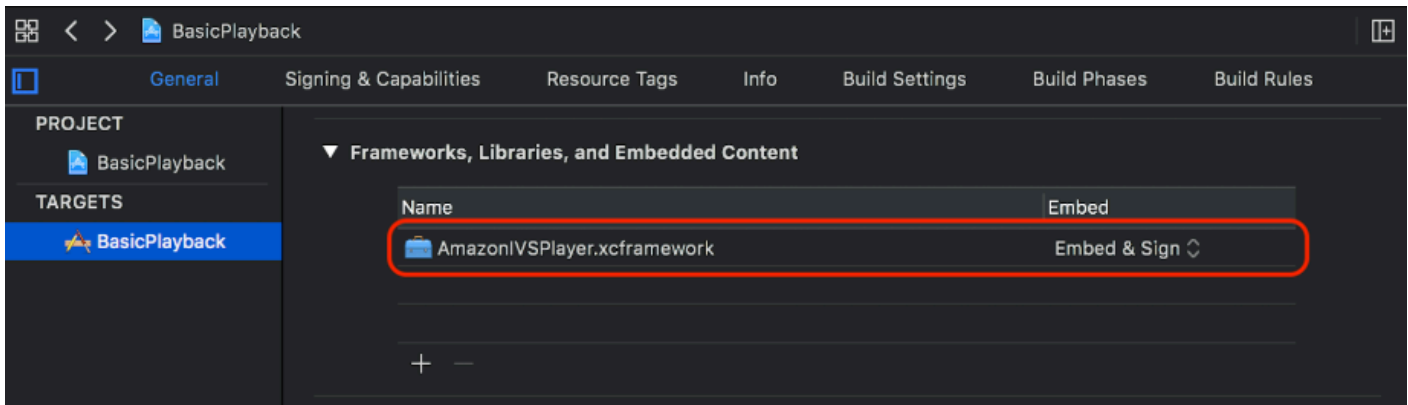 BasicPlayback
General Signing & Capabilities Resource Tags Info Build Settings Build Phases Build Rules
PROJECT
BasicPlayback
TARGETS
BasicPlayback
Frameworks, Libraries, and Embedded Content
Name Embed
AmazonIVSPlayer.xcframework Embed & Sign